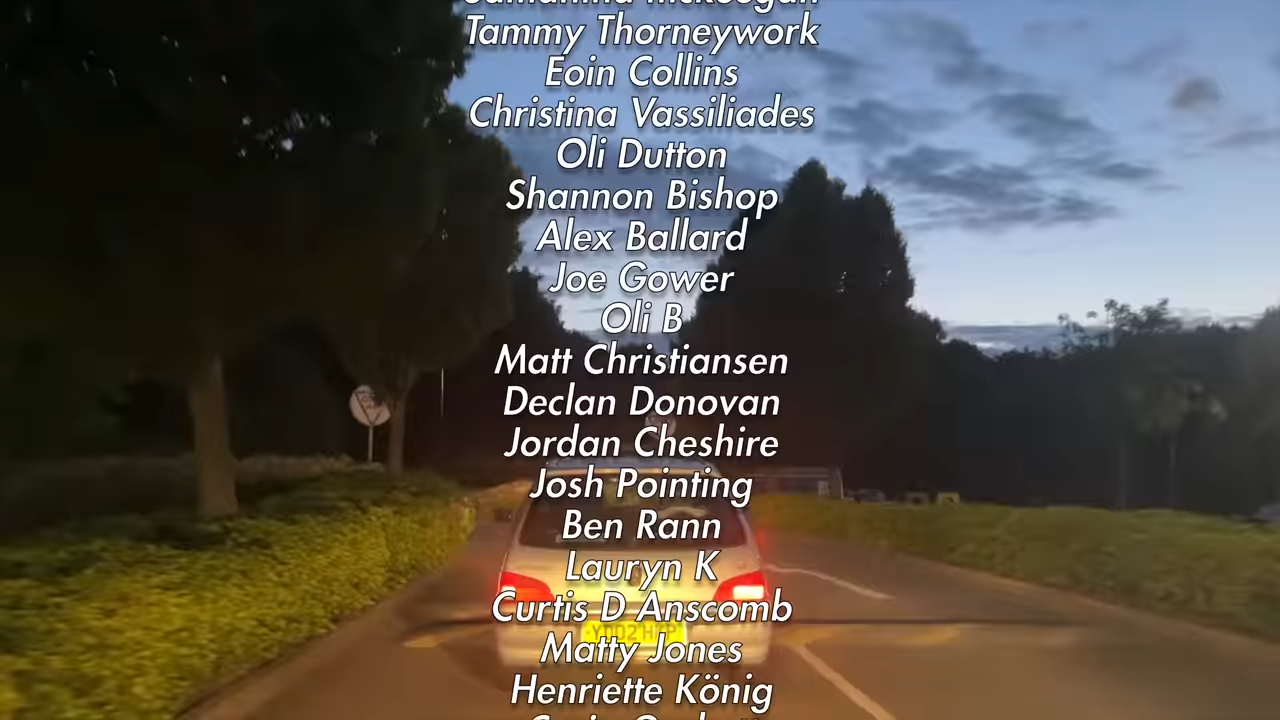 Tammy Thorneywork
Eoin Collins
Christina Vassiliades
Oli Dutton
Shannon Bishop
Alex Ballard
Joe Gower
Oli B
Matt Christiansen
Declan Donovan
Jordan Cheshire
Josh Pointing
Ben Rann
Lauryn K
Curtis D Anscomb
Matty Jones
Henriette König